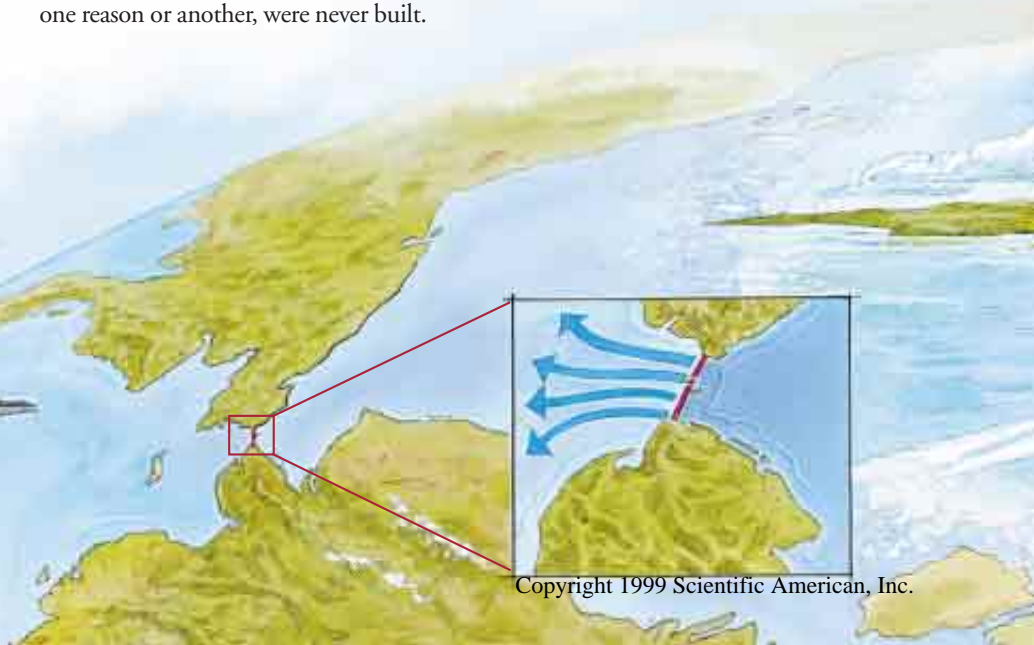 one reason or another, were never built.
Copyright 1999 Scientific American, Inc.